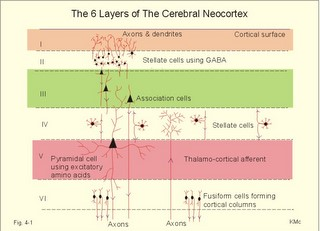 The 6 Layers of The Cerebral Neocortex
Axons & dendrites
Cortical surface
I
II
Stellate cells using GABA
III
Association cells
IV
Stellate cells
V
Pyramidal cell
using excitatory
amino acids
Thalamo-cortical afferent
VI
Fusiform cells forming
cortical columns
Fig. 4-1
Axons
Axons
KMc